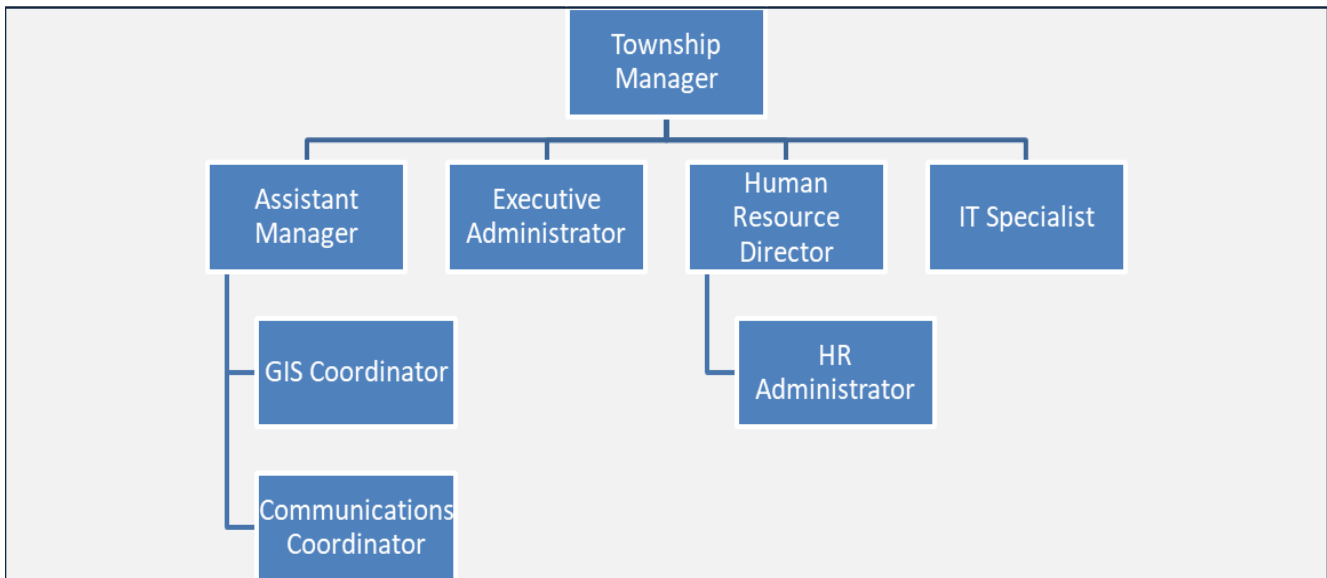 Township
Manager
Assistant
Manager
Executive
Administrator
Human
Resource
Director
IT Specialist
GIS Coordinator
HR
Administrator
Communications
Coordinator